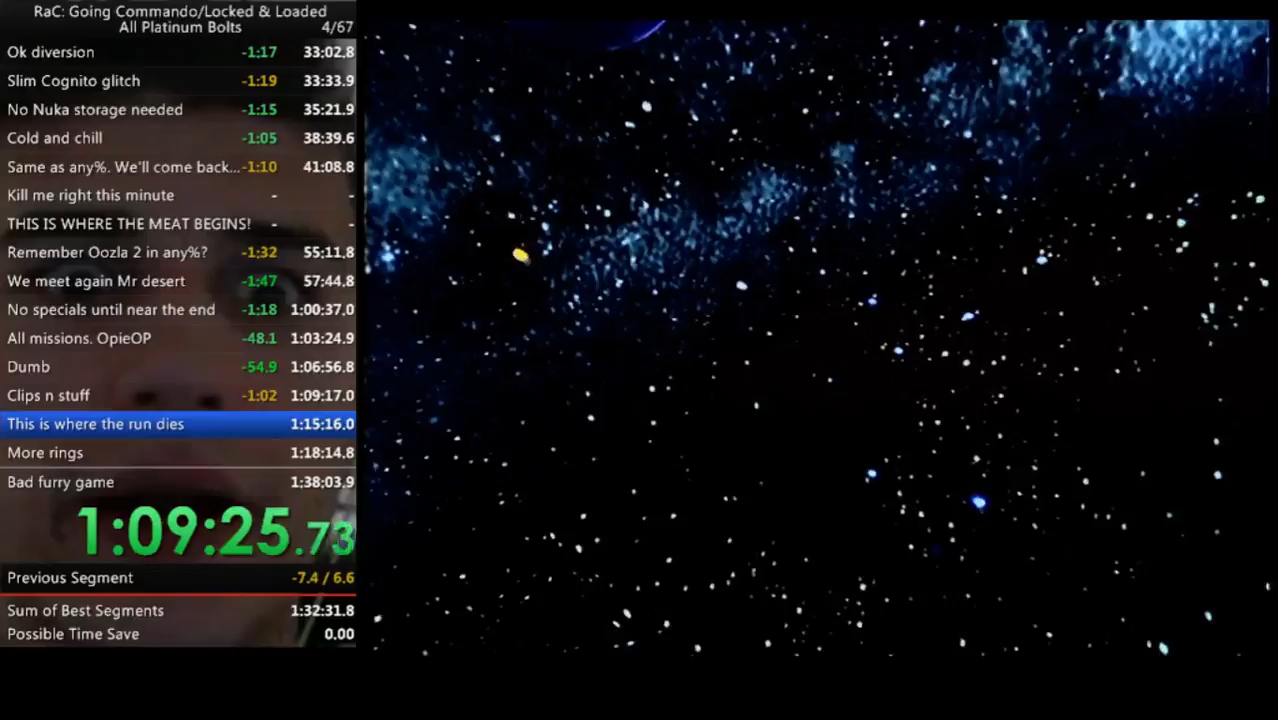 RaC: Going Commando/Locked & Loaded
All Platinum Bolts 4/67
Ok diversion -1:17 33:02.8
Slim Cognito glitch -1:19 33:33.9
No Nuka storage needed -1:15 35:21.9
Cold and chill -1:05 38:39.6
Same as any%. We'll come back... -1:10 41:08.8
Kill me right this minute - -
THIS IS WHERE THE MEAT BEGINS! - -
Remember Oozla 2 in any%? -1:32 55:11.8
We meet again Mr desert -1:47 57:44.8
No specials until near the end -1:18 1:00:37.0
All missions. OpieOP -48.1 1:03:24.9
Dumb -54.9 1:06:56.8
Clips n stuff -1:02 1:09:17.0
This is where the run dies 1:15:16.0
More rings 1:18:14.8
Bad furry game 1:38:03.9
1:09:25.73
Previous Segment -7.4 / 6.6
Sum of Best Segments 1:32:31.8
Possible Time Save 0.00